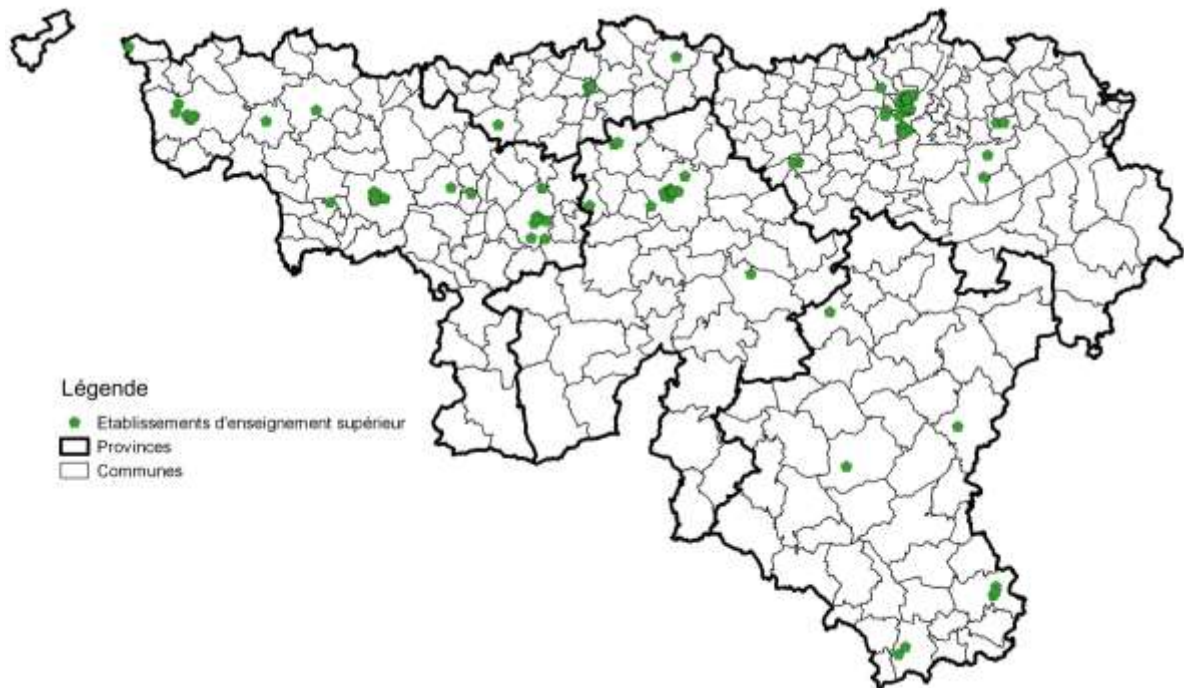 Légende
Etablissements d'enseignement supérieur
Provinces
Communes